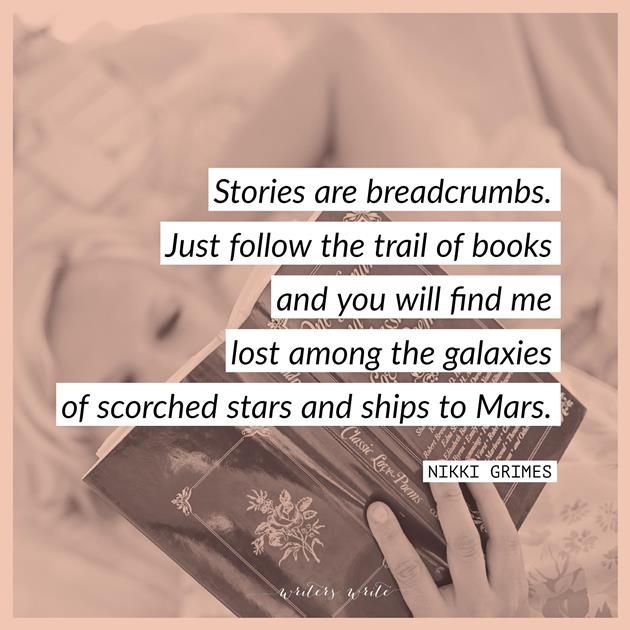 Stories are breadcrumbs.
Just follow the trail of books
and you will find me
lost among the galaxies
of scorched stars and ships to Mars.
NIKKI GRIMES
Classic Love Poems
writers write